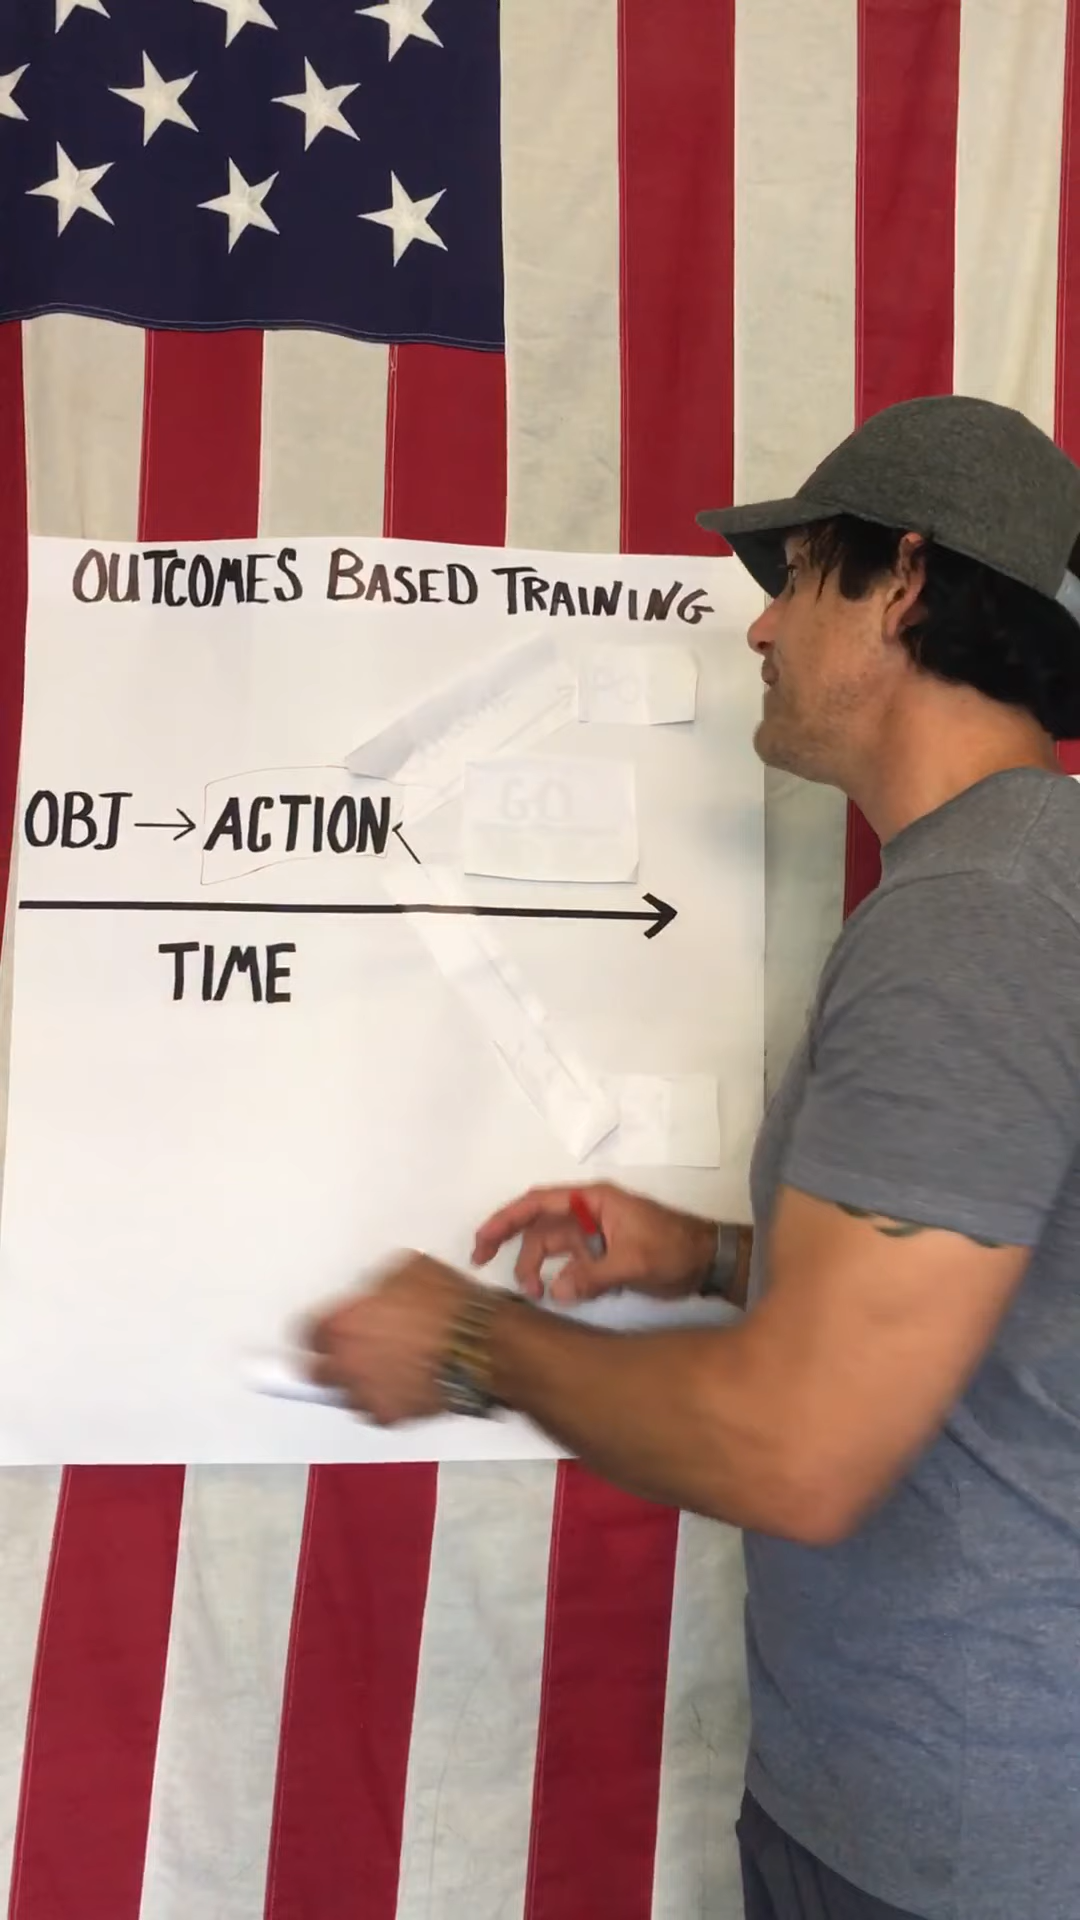 OUTCOMES BASED TRAINING
OBJ → ACTION
GO
TIME